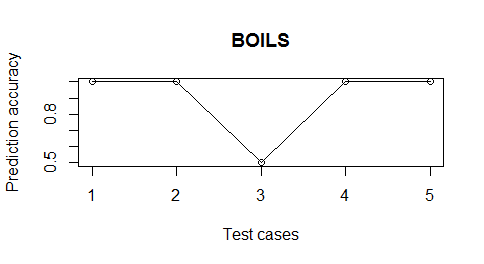 BOILS
Prediction accuracy
0.8
0.5
1 2 3 4 5
Test cases